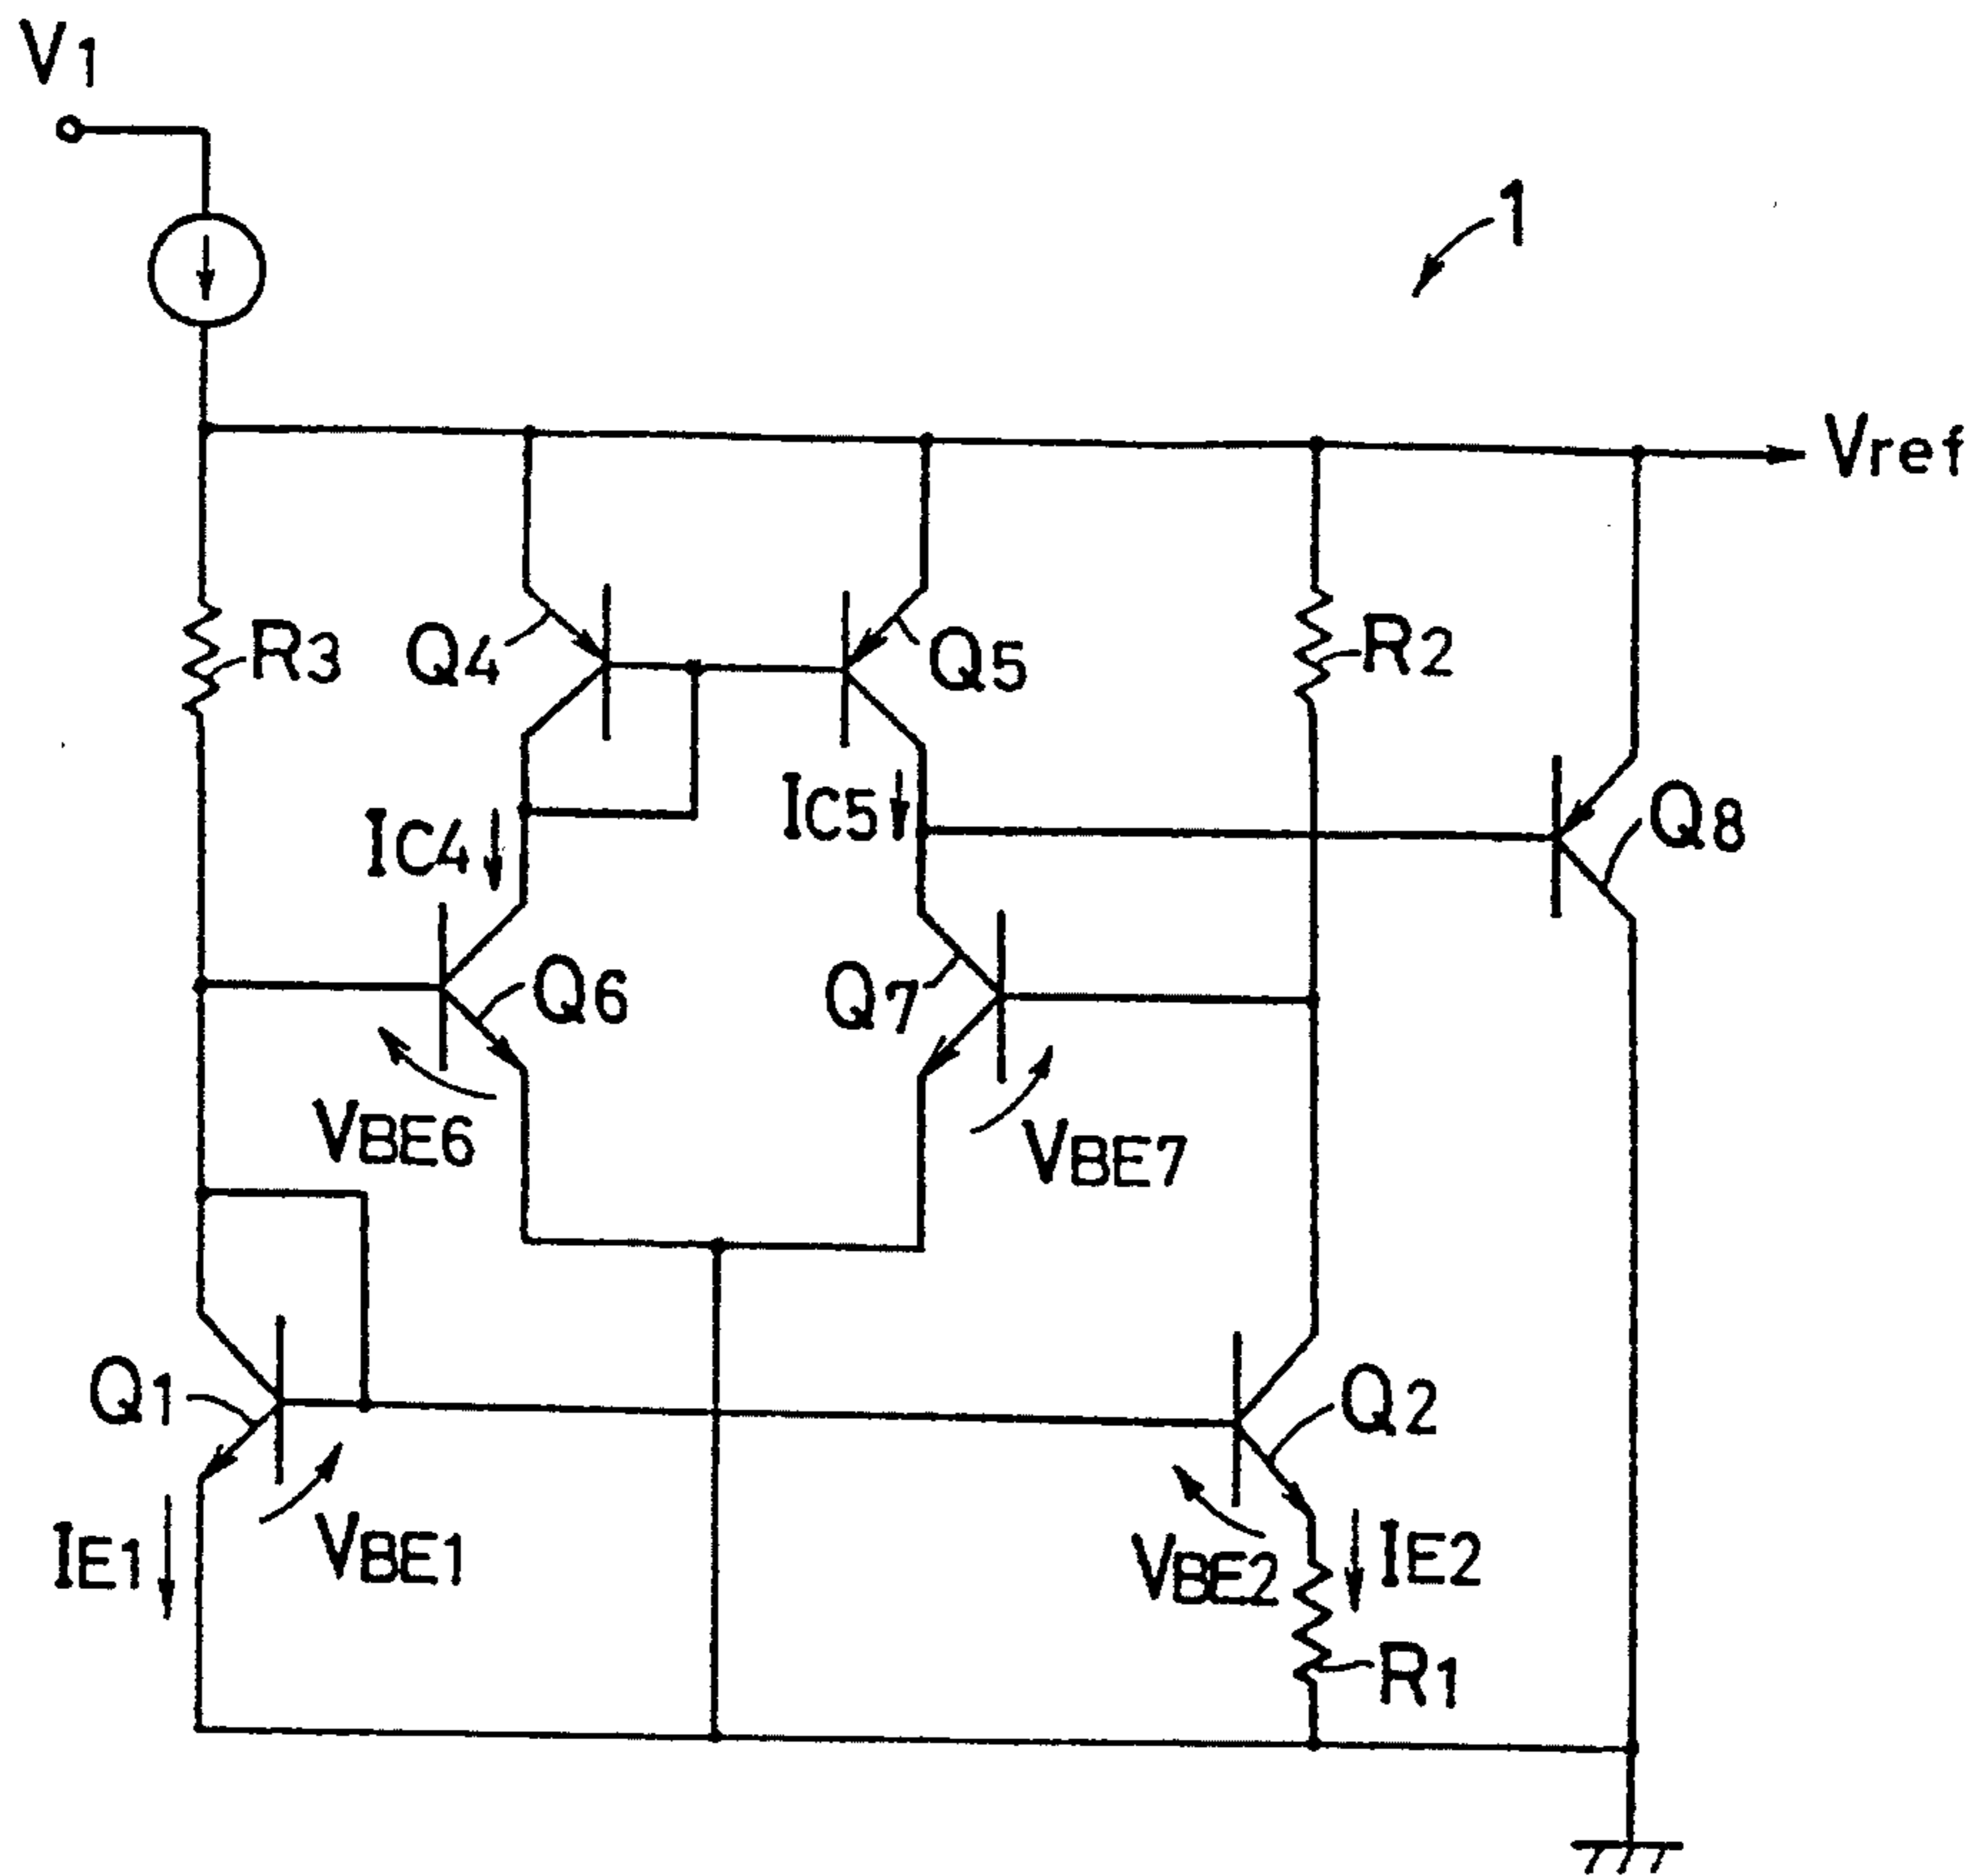 V1
1
Vref
R3
Q4
Q5
R2
IC4
IC5
Q8
Q6
Q7
VBE6
VBE7
Q1
Q2
IE1
VBE1
VBE2
IE2
R1